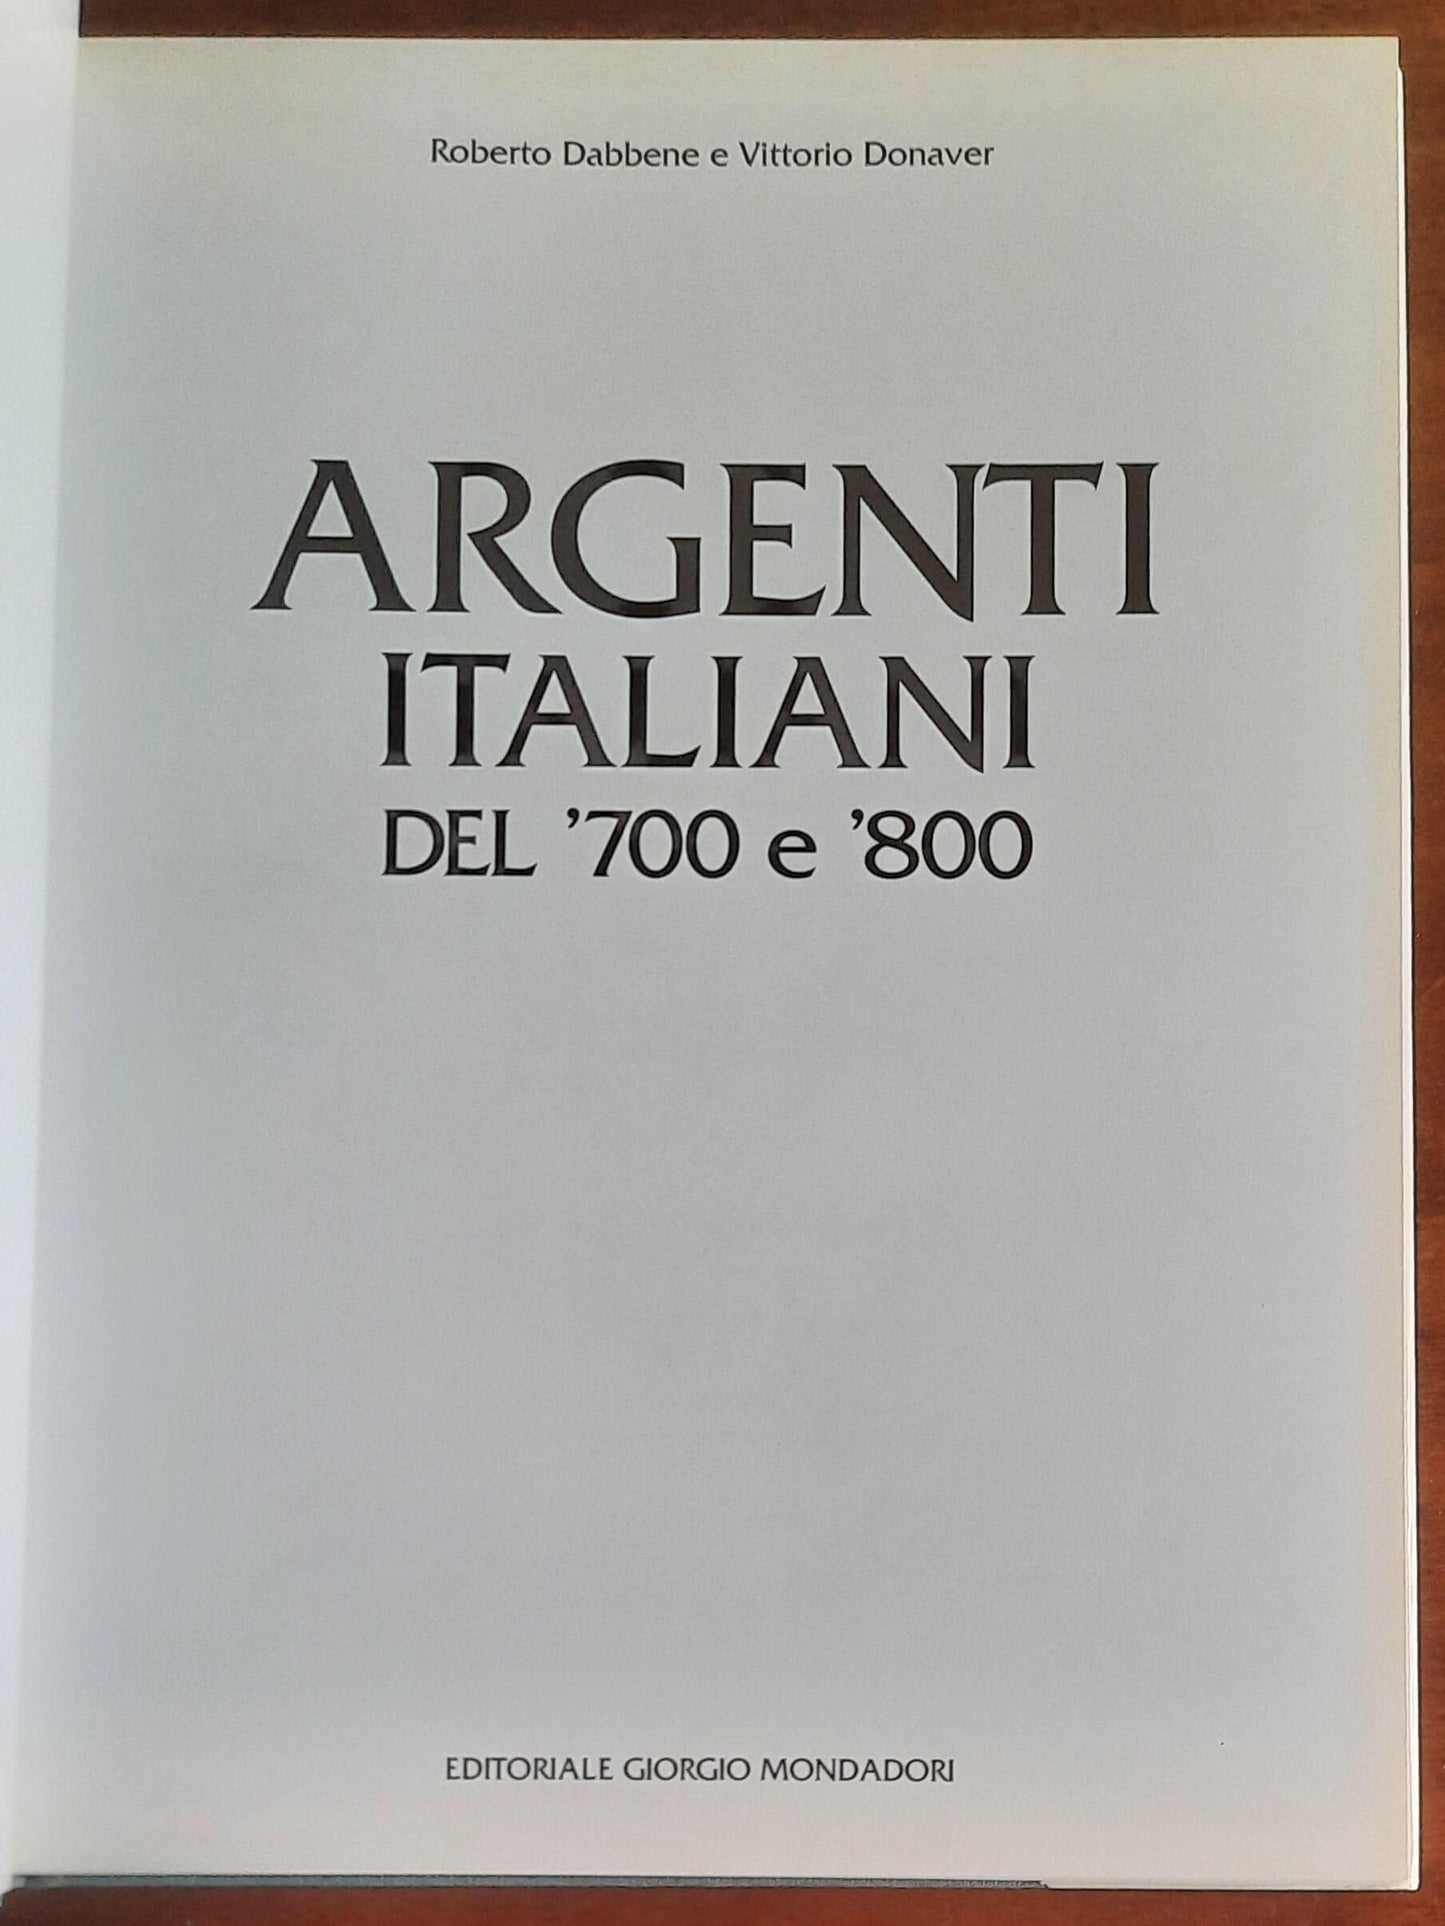 Roberto Dabbene e Vittorio Donaver
ARGENTI
ITALIANI
DEL ’700 e ’800
EDITORIALE GIORGIO MONDADORI